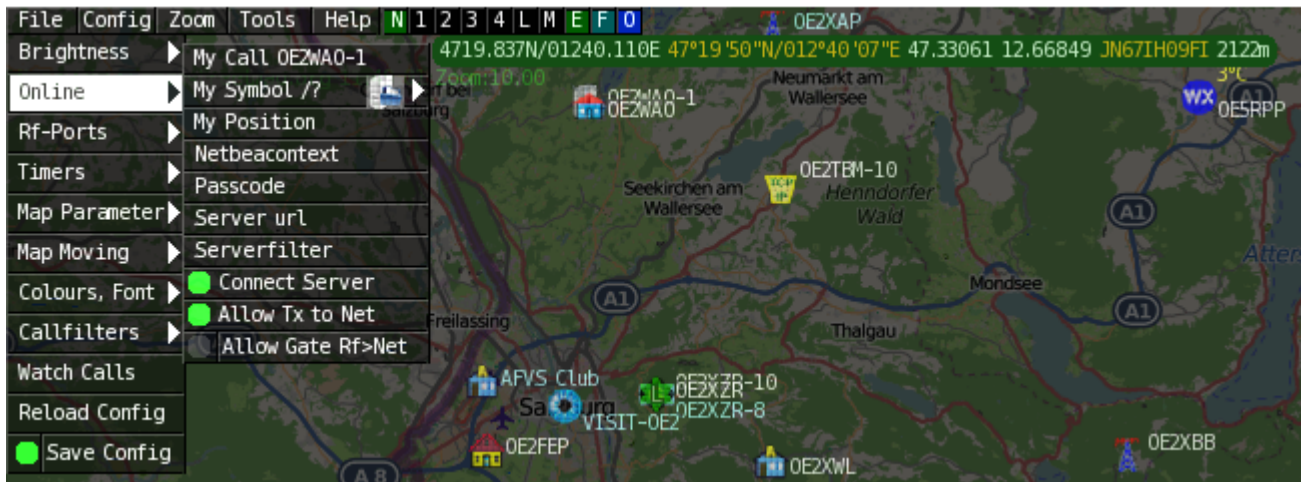 File Config Zoom Tools Help N 1 2 3 4 L M E F O
OE2XAP
Brightness
Online
Rf-Ports
Timers
Map Parameter
Map Moving
Colours, Font
Callfilters
Watch Calls
Reload Config
Save Config
My Call OE2WAO-1
My Symbol /?
My Position
Netbeacontext
Passcode
Server url
Serverfilter
Connect Server
Allow Tx to Net
Allow Gate Rf>Net
4719.837N/01240.110E 47°19'50"N/012°40'07"E 47.33061 12.66849 JN67IH09FI 2122m
Zoom:10.00
Neumarkt am
Wallersee
3°C
A1
WX
OE5RPP
OE2WAO-1
OE2WAO
OE2TBM-10
Seekirchen am
Wallersee
Henndorfer
Wald
A1
Mondsee
A1
A1
Freilassing
Thalgau
AFVS Club
L
OE2XZR-10
OE2XZR
OE2XZR-8
VISIT-OE2
OE2FEP
OE2XBB
OE2XWL
A8